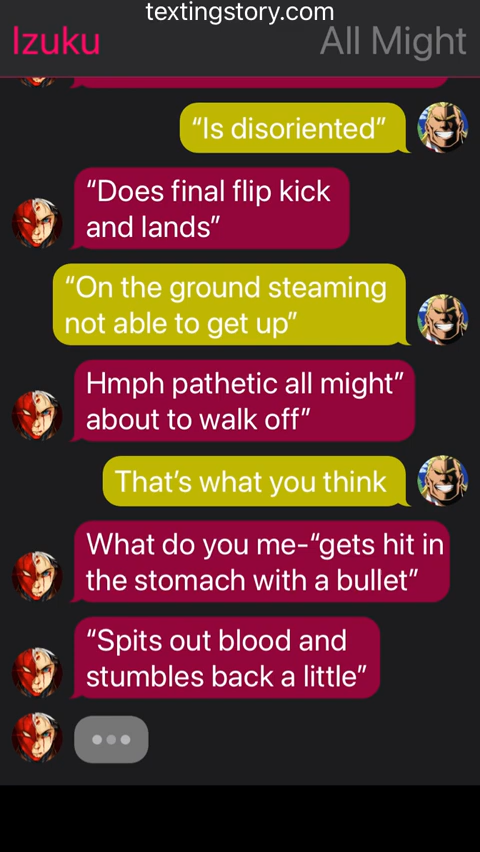 textingstory.com
Izuku
All Might
“Is disoriented”
“Does final flip kick
and lands”
“On the ground steaming
not able to get up”
Hmph pathetic all might”
about to walk off”
That’s what you think
What do you me-“gets hit in
the stomach with a bullet”
“Spits out blood and
stumbles back a little”